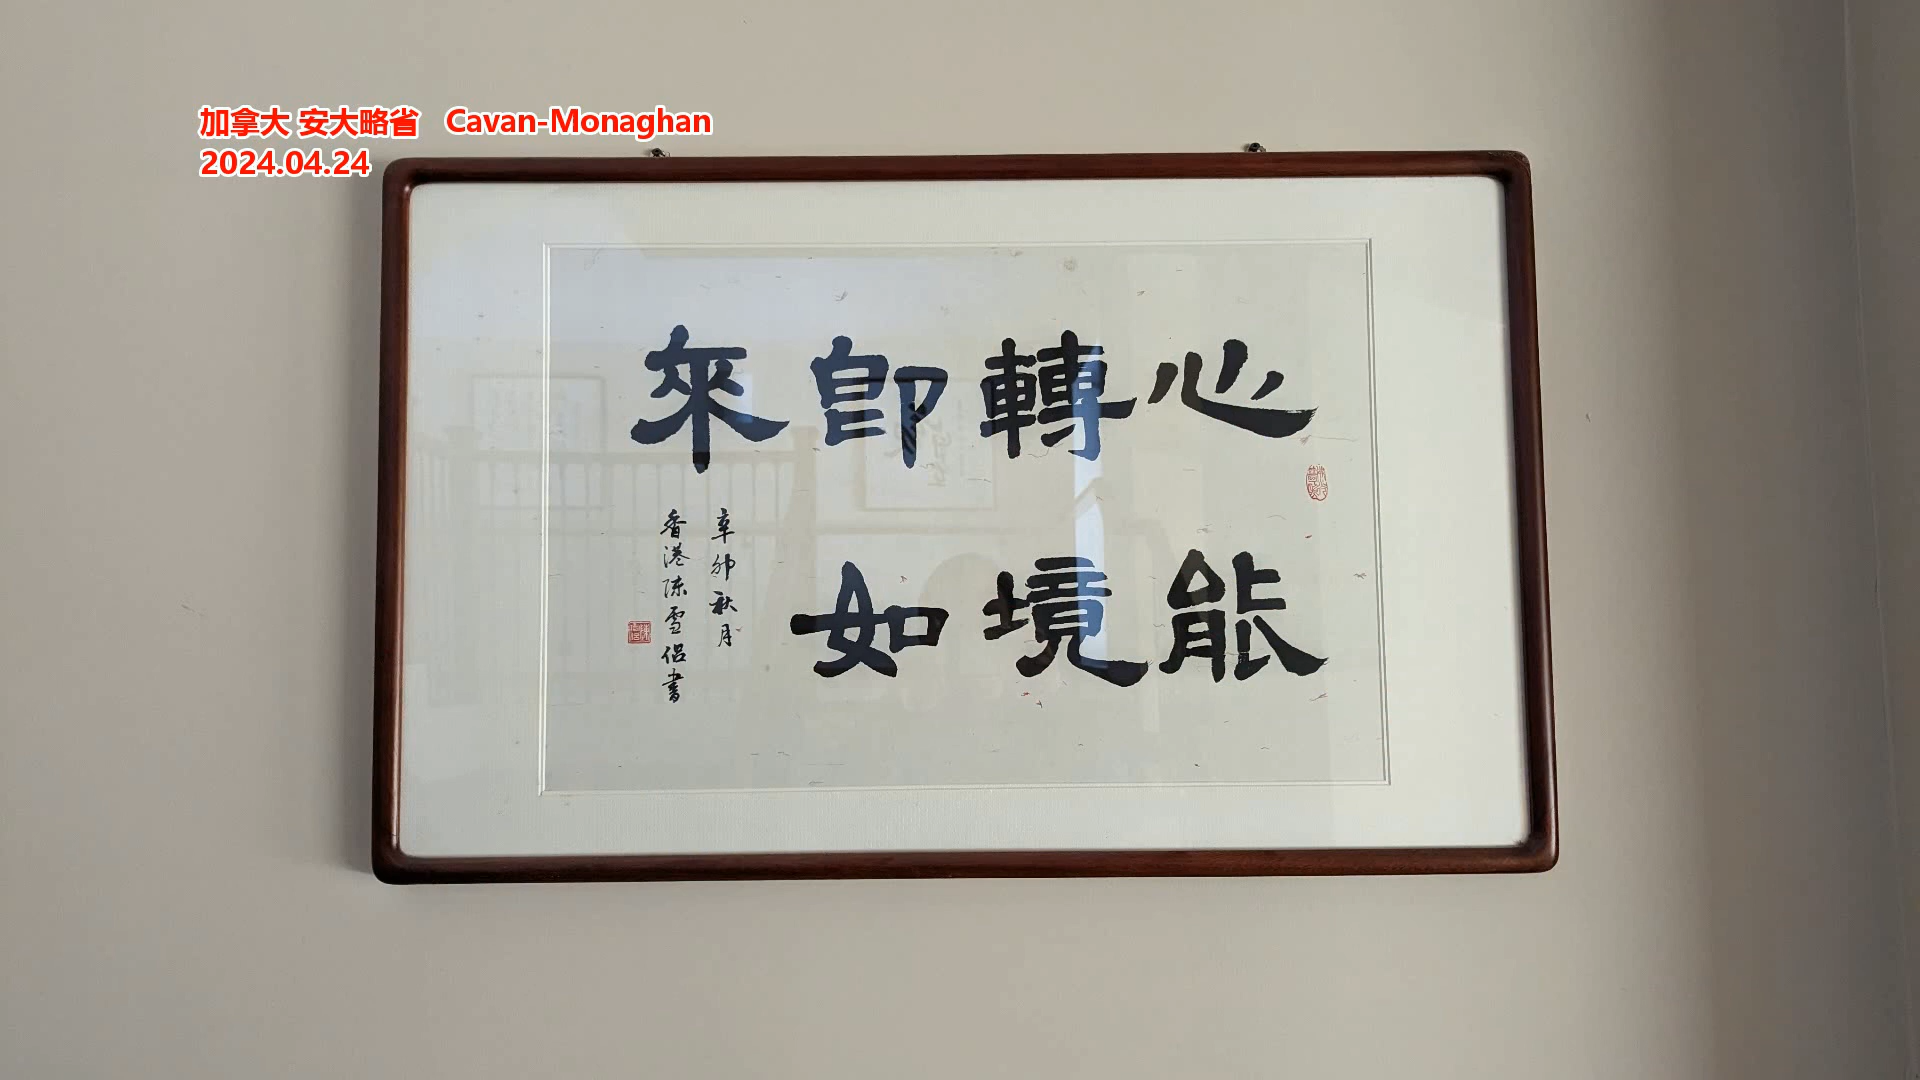 加拿大 安大略省 Cavan-Monaghan
2024.04.24
心能
轉境
即如
來
辛卯秋月
香港陳雪侶書